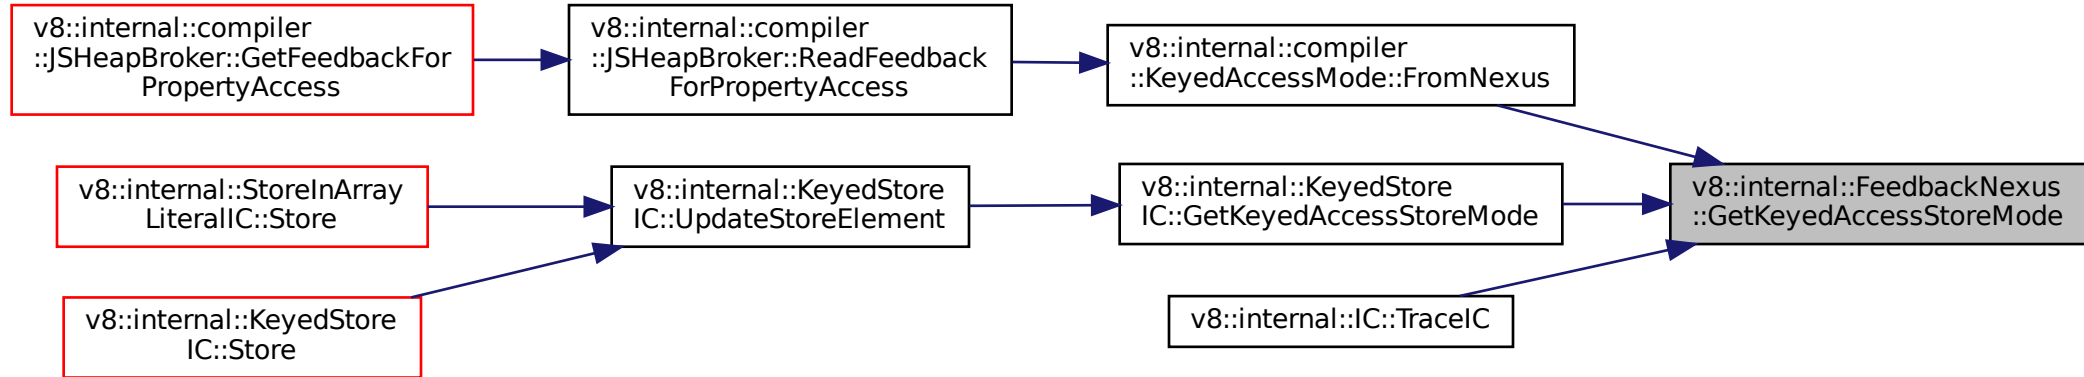 v8::internal::compiler
::JSHeapBroker::GetFeedbackFor
PropertyAccess
v8::internal::compiler
::JSHeapBroker::ReadFeedback
ForPropertyAccess
v8::internal::compiler
::KeyedAccessMode::FromNexus
v8::internal::StoreInArray
LiteralIC::Store
v8::internal::KeyedStore
IC::UpdateStoreElement
v8::internal::KeyedStore
IC::GetKeyedAccessStoreMode
v8::internal::FeedbackNexus
::GetKeyedAccessStoreMode
v8::internal::KeyedStore
IC::Store
v8::internal::IC::TraceIC